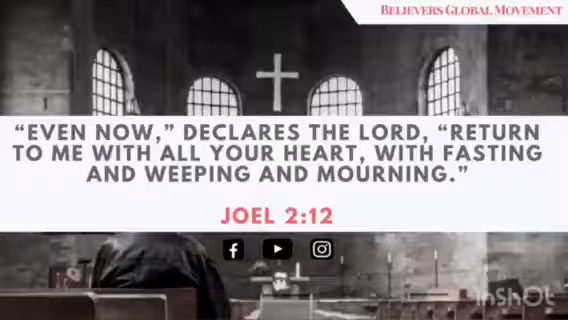 BELIEVERS GLOBAL MOVEMENT
“EVEN NOW,” DECLARES THE LORD, “RETURN
TO ME WITH ALL YOUR HEART, WITH FASTING
AND WEEPING AND MOURNING.”
JOEL 2:12
InShOt